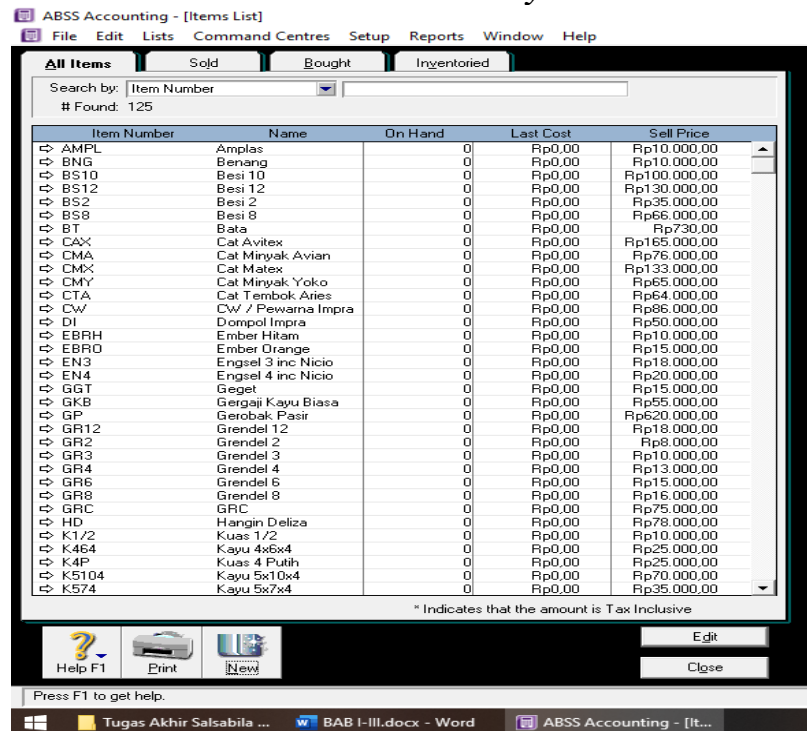 ABSS Accounting - [Items List]
File Edit Lists Command Centres Setup Reports Window Help
All Items Sold Bought Inventoried
Search by: Item Number
# Found: 125
Item Number Name On Hand Last Cost Sell Price
AMPL Amplas 0 Rp0,00 Rp10.000,00
BNG Benang 0 Rp0,00 Rp10.000,00
BS10 Besi 10 0 Rp0,00 Rp100.000,00
BS12 Besi 12 0 Rp0,00 Rp130.000,00
BS2 Besi 2 0 Rp0,00 Rp35.000,00
BS8 Besi 8 0 Rp0,00 Rp66.000,00
BT Bata 0 Rp0,00 Rp730,00
CAX Cat Avitex 0 Rp0,00 Rp165.000,00
CMA Cat Minyak Avian 0 Rp0,00 Rp76.000,00
CMX Cat Matex 0 Rp0,00 Rp133.000,00
CMY Cat Minyak Yoko 0 Rp0,00 Rp65.000,00
CTA Cat Tembok Aries 0 Rp0,00 Rp64.000,00
CW CW / Pewarna Impra 0 Rp0,00 Rp86.000,00
DI Dompol Impra 0 Rp0,00 Rp50.000,00
EBRH Ember Hitam 0 Rp0,00 Rp10.000,00
EBRO Ember Orange 0 Rp0,00 Rp15.000,00
EN3 Engsel 3 inc Nicio 0 Rp0,00 Rp18.000,00
EN4 Engsel 4 inc Nicio 0 Rp0,00 Rp20.000,00
GGT Geget 0 Rp0,00 Rp15.000,00
GKB Gergaji Kayu Biasa 0 Rp0,00 Rp55.000,00
GP Gerobak Pasir 0 Rp0,00 Rp620.000,00
GR12 Grendel 12 0 Rp0,00 Rp18.000,00
GR2 Grendel 2 0 Rp0,00 Rp8.000,00
GR3 Grendel 3 0 Rp0,00 Rp10.000,00
GR4 Grendel 4 0 Rp0,00 Rp13.000,00
GR6 Grendel 6 0 Rp0,00 Rp15.000,00
GR8 Grendel 8 0 Rp0,00 Rp16.000,00
GRC GRC 0 Rp0,00 Rp75.000,00
HD Hangin Deliza 0 Rp0,00 Rp78.000,00
K1/2 Kuas 1/2 0 Rp0,00 Rp10.000,00
K464 Kayu 4x6x4 0 Rp0,00 Rp25.000,00
K4P Kuas 4 Putih 0 Rp0,00 Rp25.000,00
K5104 Kayu 5x10x4 0 Rp0,00 Rp70.000,00
K574 Kayu 5x7x4 0 Rp0,00 Rp35.000,00
* Indicates that the amount is Tax Inclusive
Help F1 Print New Edit
Close
Press F1 to get help.
Tugas Akhir Salsabila ... BAB I-III.docx - Word ABSS Accounting - [It...